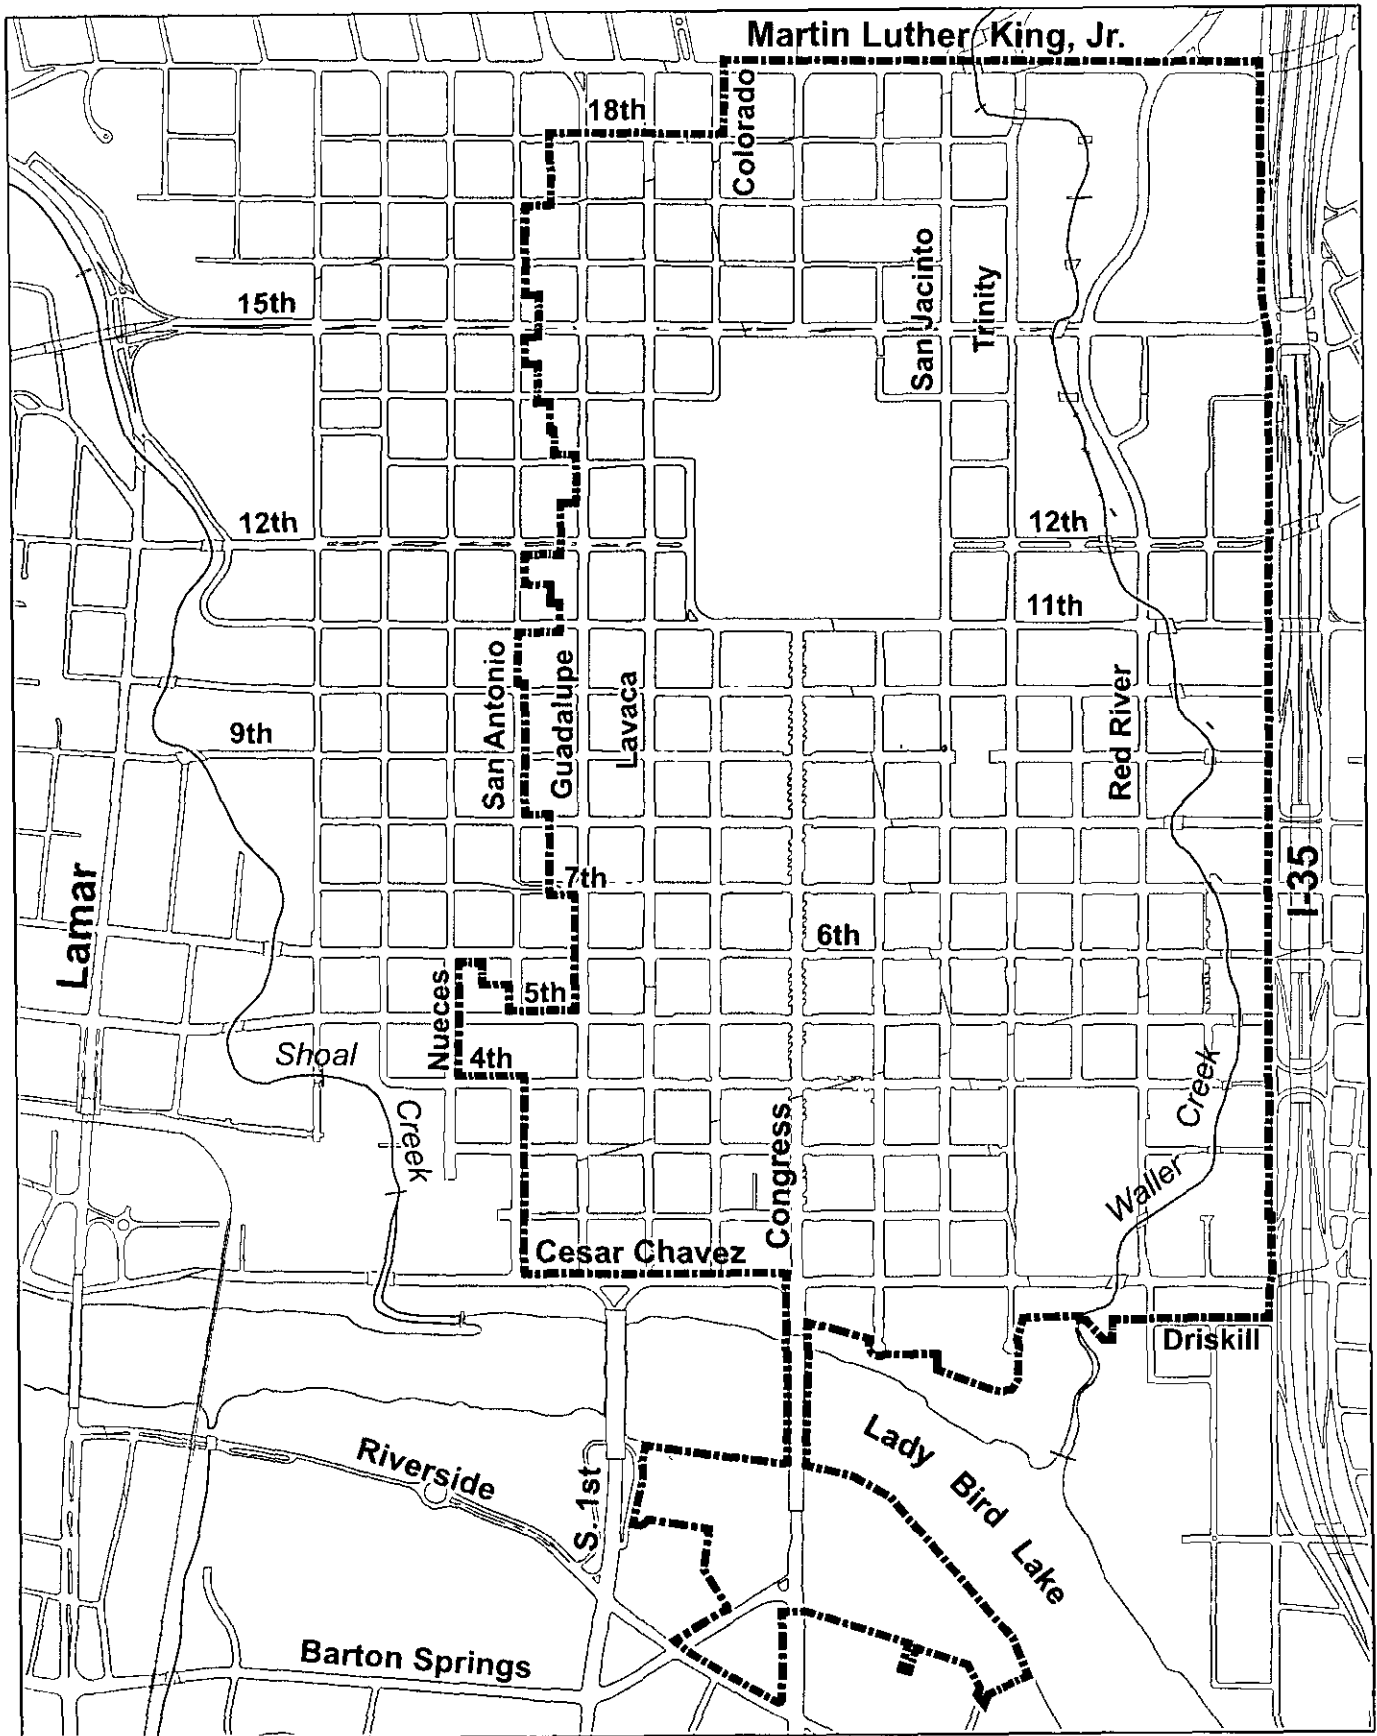 Martin Luther King, Jr.
18th
Colorado
San Jacinto
Trinity
15th
12th
12th
11th
San Antonio
Guadalupe
Lavaca
Red River
9th
7th
I-35
Lamar
6th
Nueces
5th
4th
Shoal
Creek
Congress
Creek
Waller
Cesar Chavez
Driskill
Lady Bird Lake
Riverside
S. 1st
Barton Springs